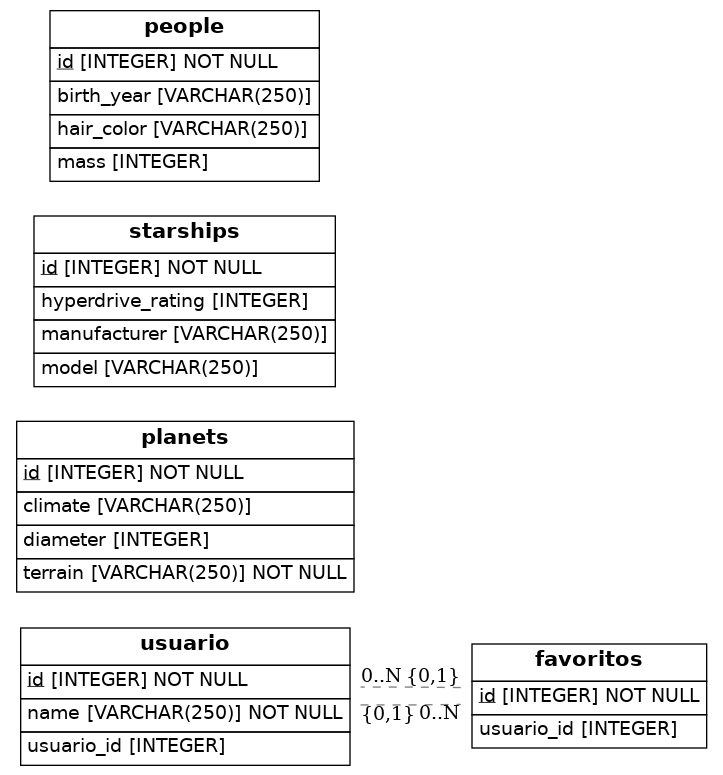 people
id [INTEGER] NOT NULL
birth_year [VARCHAR(250)]
hair_color [VARCHAR(250)]
mass [INTEGER]
starships
id [INTEGER] NOT NULL
hyperdrive_rating [INTEGER]
manufacturer [VARCHAR(250)]
model [VARCHAR(250)]
planets
id [INTEGER] NOT NULL
climate [VARCHAR(250)]
diameter [INTEGER]
terrain [VARCHAR(250)] NOT NULL
usuario
id [INTEGER] NOT NULL
name [VARCHAR(250)] NOT NULL
usuario_id [INTEGER]
0..N {0,1}
{0,1} 0..N
favoritos
id [INTEGER] NOT NULL
usuario_id [INTEGER]